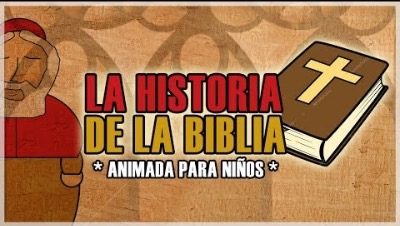 LA HISTORIA
DE LA BIBLIA
* ANIMADA PARA NIÑOS *